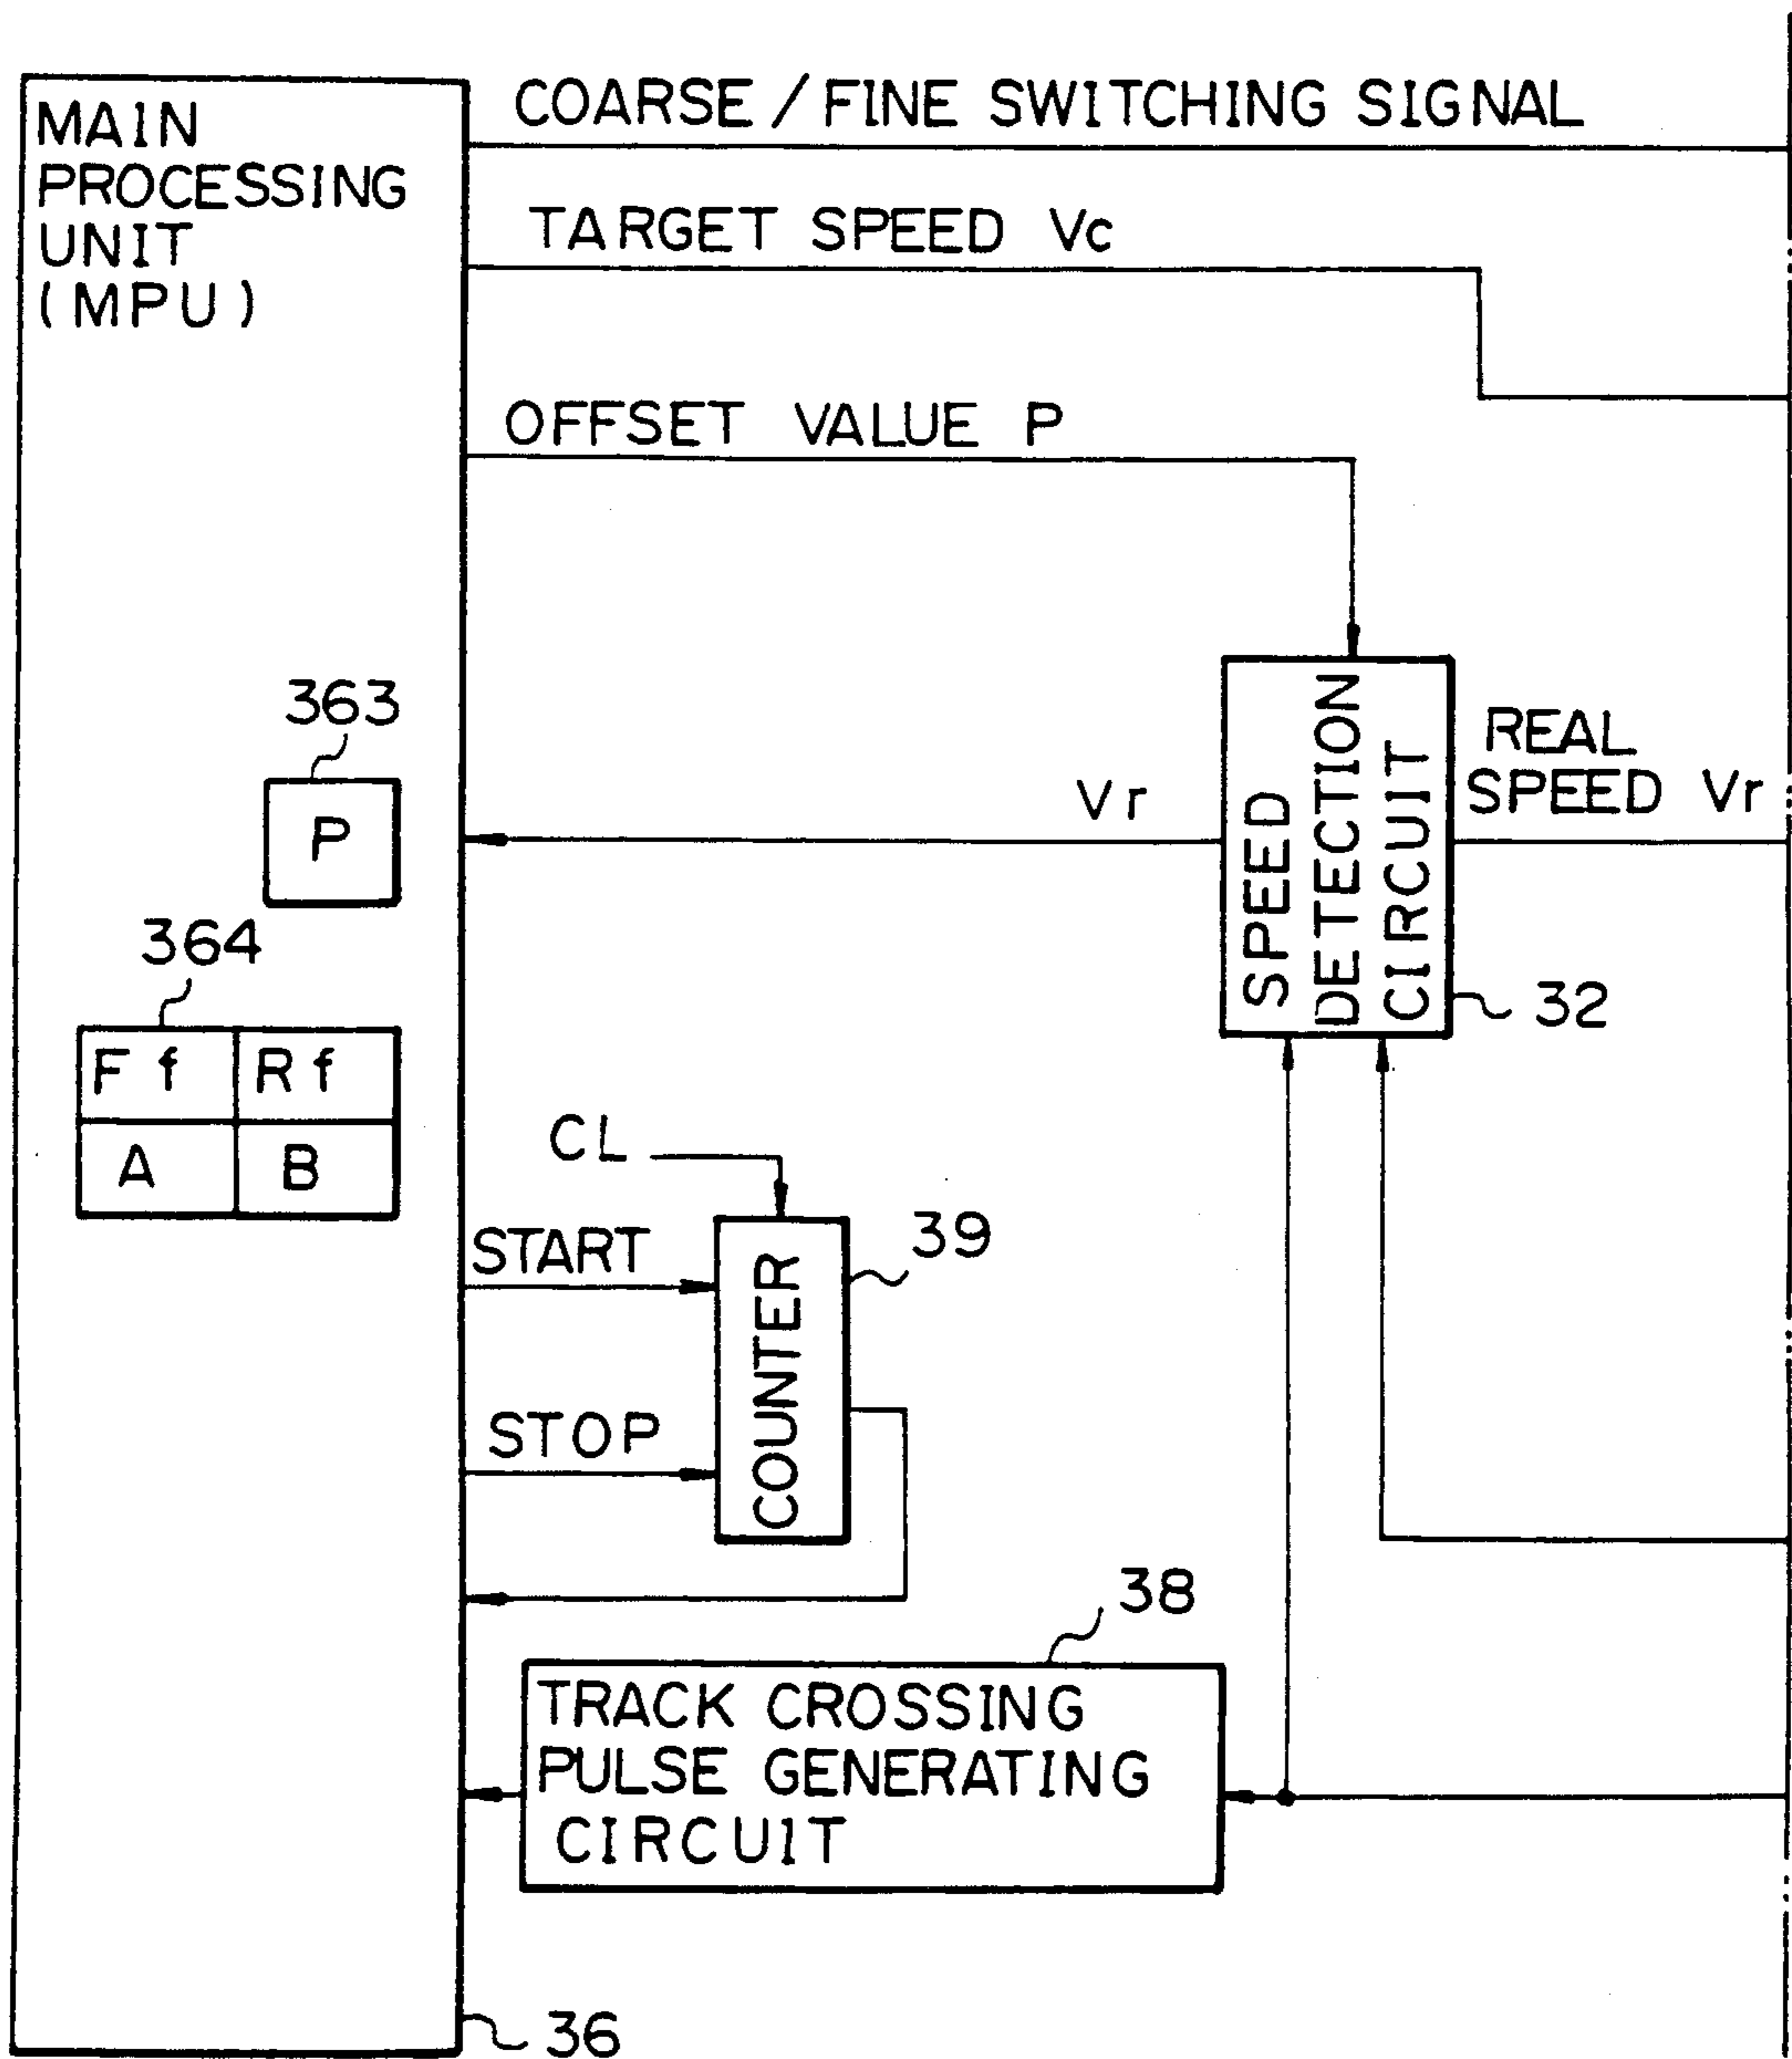 MAIN
PROCESSING
UNIT
(MPU)
COARSE / FINE SWITCHING SIGNAL
TARGET SPEED Vc
OFFSET VALUE P
363
P
364
F f
R f
A
B
Vr
SPEED
DETECTION
CIRCUIT
REAL
SPEED Vr
32
CL
START
STOP
COUNTER
39
38
TRACK CROSSING
PULSE GENERATING
CIRCUIT
36